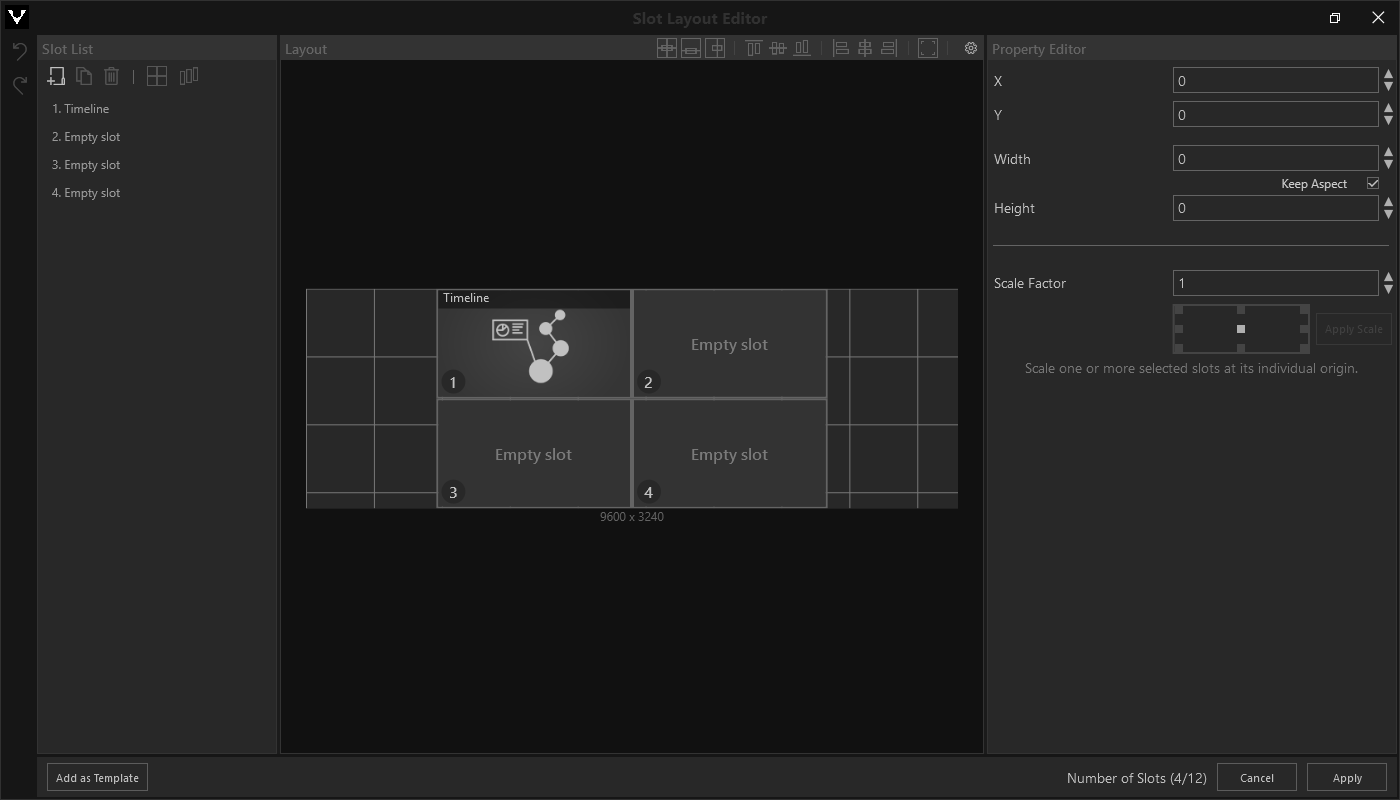 Slot Layout Editor
Slot List
Layout
Property Editor
1. Timeline
2. Empty slot
3. Empty slot
4. Empty slot
X
0
Y
0
Width
0
Keep Aspect
Height
0
Scale Factor
1
Apply Scale
Scale one or more selected slots at its individual origin.
Timeline
1
Empty slot
2
Empty slot
3
Empty slot
4
9600 x 3240
Add as Template
Number of Slots (4/12)
Cancel
Apply